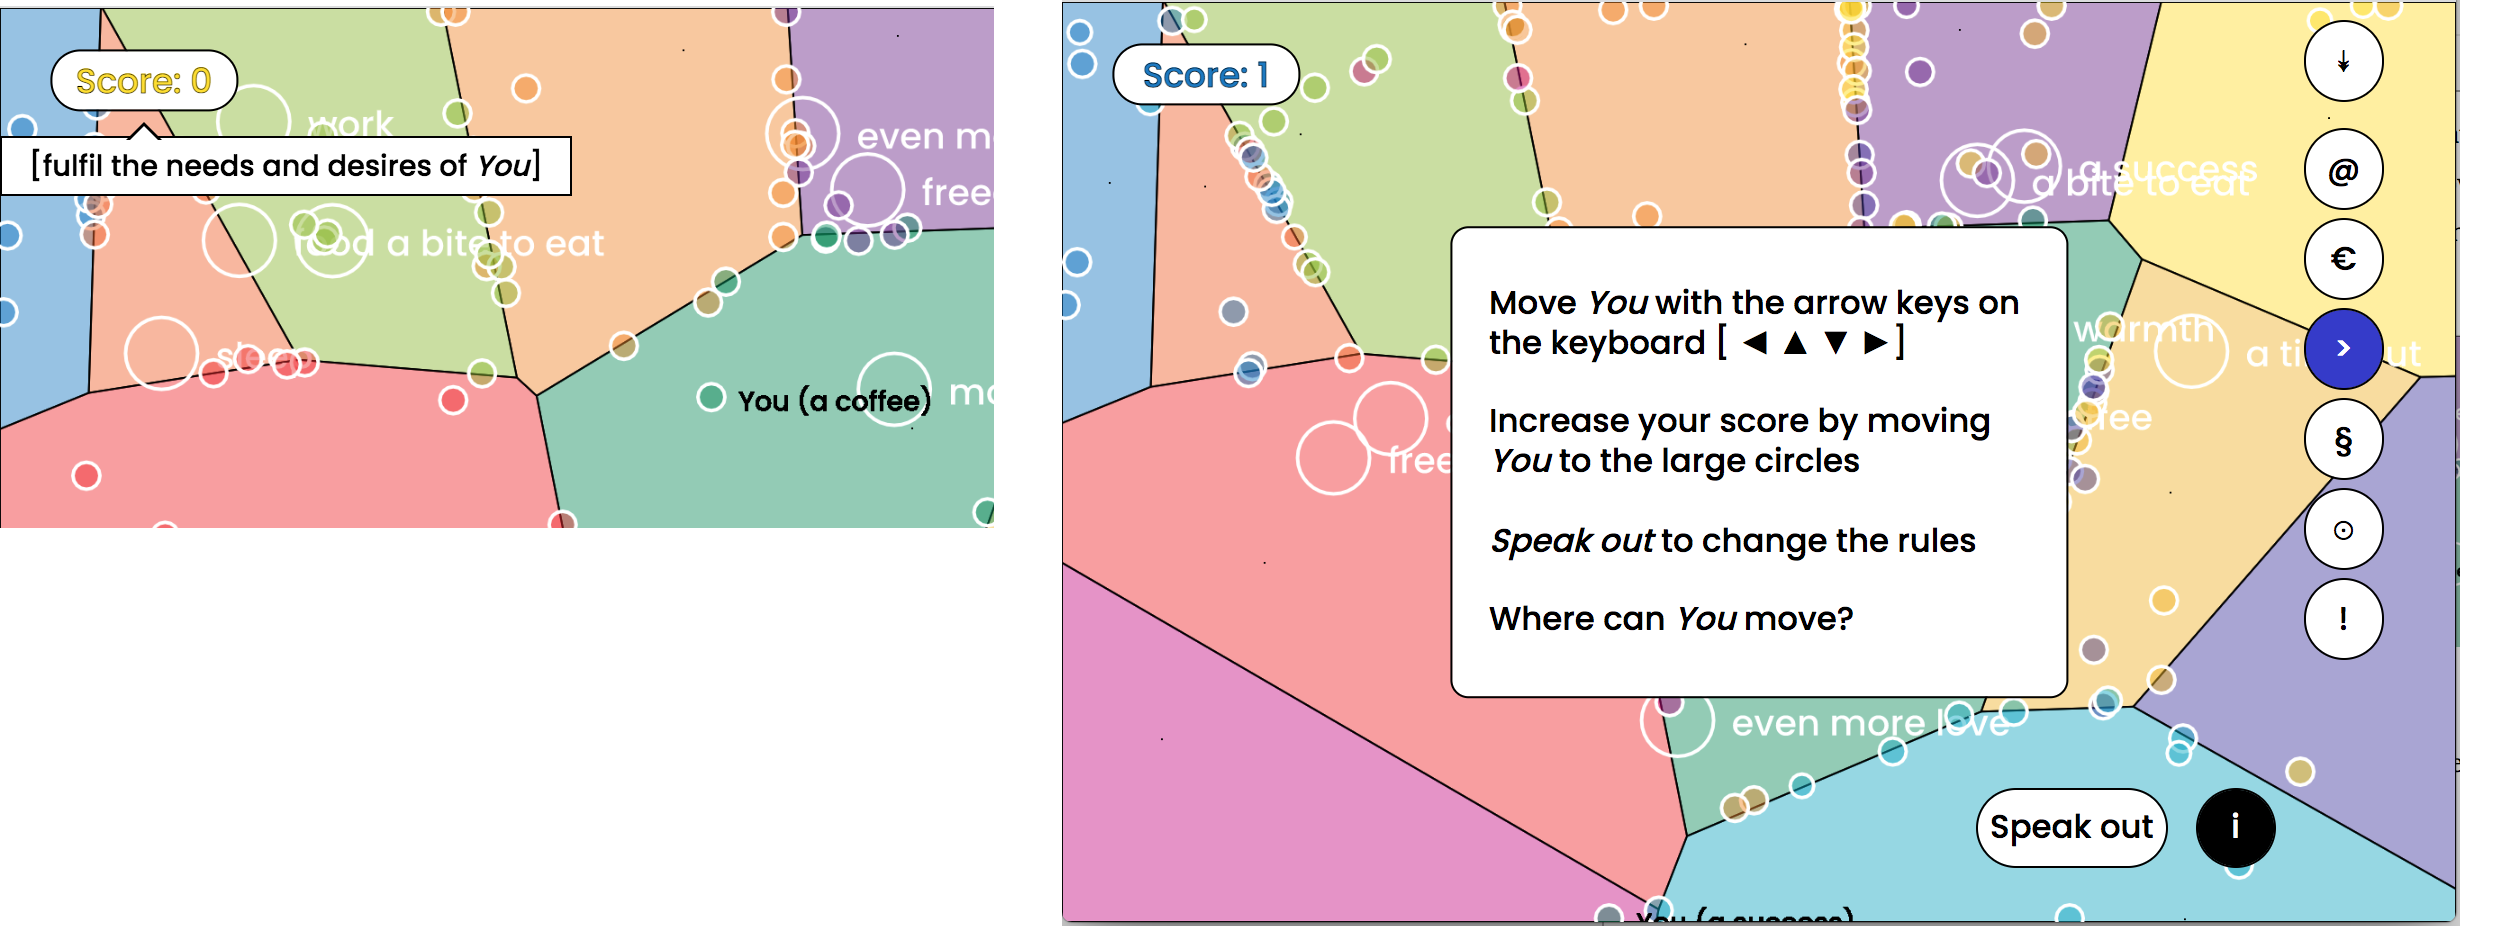 Score: 0
work
[fulfil the needs and desires of You]
even m
free
a bite to eat
sleep
You (a coffee)
mo
Score: 1
a success
a bite to eat
warmth
a ti
ut
free
Move You with the arrow keys on
the keyboard [ ◄ ▲ ▼ ► ]
Increase your score by moving
You to the large circles
Speak out to change the rules
Where can You move?
even more love
Speak out
i
You (a success)
↡
@
€
>
§
⊙
!